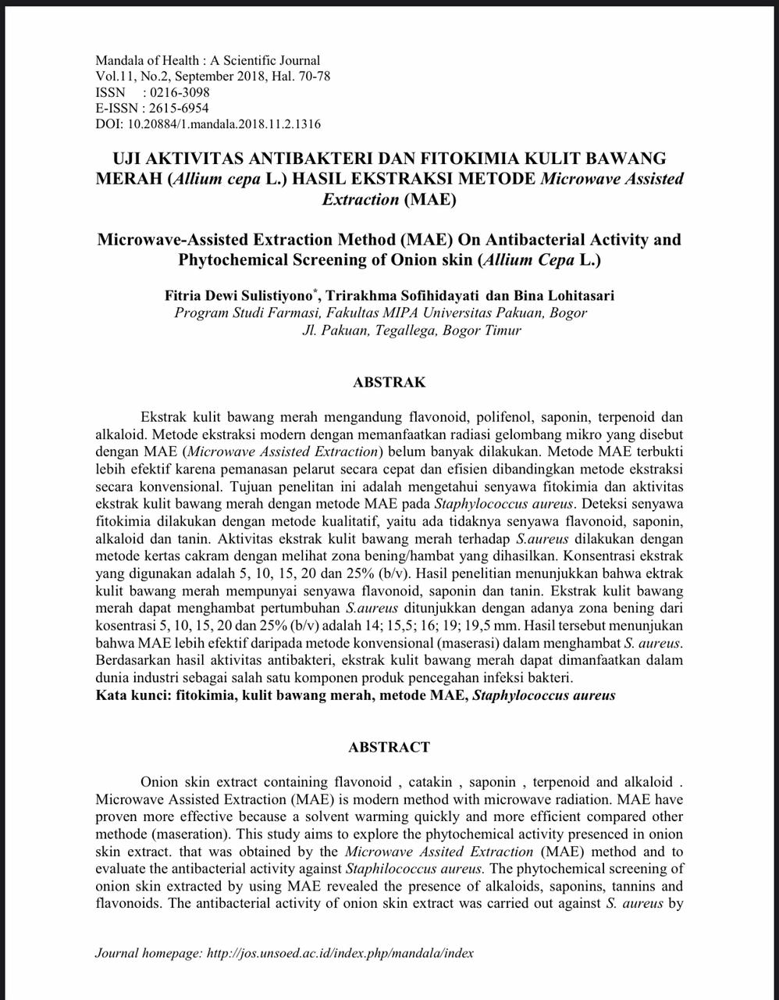 Mandala of Health : A Scientific Journal
Vol.11, No.2, September 2018, Hal. 70-78
ISSN : 0216-3098
E-ISSN : 2615-6954
DOI: 10.20884/1.mandala.2018.11.2.1316
UJI AKTIVITAS ANTIBAKTERI DAN FITOKIMIA KULIT BAWANG
MERAH (Allium cepa L.) HASIL EKSTRAKSI METODE Microwave Assisted
Extraction (MAE)
Microwave-Assisted Extraction Method (MAE) On Antibacterial Activity and
Phytochemical Screening of Onion skin (Allium Cepa L.)
Fitria Dewi Sulistiyono*, Trirakhma Sofihidayati dan Bina Lohitasari
Program Studi Farmasi, Fakultas MIPA Universitas Pakuan, Bogor
Jl. Pakuan, Tegallega, Bogor Timur
ABSTRAK
Ekstrak kulit bawang merah mengandung flavonoid, polifenol, saponin, terpenoid dan
alkaloid. Metode ekstraksi modern dengan memanfaatkan radiasi gelombang mikro yang disebut
dengan MAE (Microwave Assisted Extraction) belum banyak dilakukan. Metode MAE terbukti
lebih efektif karena pemanasan pelarut secara cepat dan efisien dibandingkan metode ekstraksi
secara konvensional. Tujuan penelitan ini adalah mengetahui senyawa fitokimia dan aktivitas
ekstrak kulit bawang merah dengan metode MAE pada Staphylococcus aureus. Deteksi senyawa
fitokimia dilakukan dengan metode kualitatif, yaitu ada tidaknya senyawa flavonoid, saponin,
alkaloid dan tanin. Aktivitas ekstrak kulit bawang merah terhadap S.aureus dilakukan dengan
metode kertas cakram dengan melihat zona bening/hambat yang dihasilkan. Konsentrasi ekstrak
yang digunakan adalah 5, 10, 15, 20 dan 25% (b/v). Hasil penelitian menunjukkan bahwa ektrak
kulit bawang merah mempunyai senyawa flavonoid, saponin dan tanin. Ekstrak kulit bawang
merah dapat menghambat pertumbuhan S.aureus ditunjukkan dengan adanya zona bening dari
kosentrasi 5, 10, 15, 20 dan 25% (b/v) adalah 14; 15,5; 16; 19; 19,5 mm. Hasil tersebut menunjukan
bahwa MAE lebih efektif daripada metode konvensional (maserasi) dalam menghambat S. aureus.
Berdasarkan hasil aktivitas antibakteri, ekstrak kulit bawang merah dapat dimanfaatkan dalam
dunia industri sebagai salah satu komponen produk pencegahan infeksi bakteri.
Kata kunci: fitokimia, kulit bawang merah, metode MAE, Staphylococcus aureus
ABSTRACT
Onion skin extract containing flavonoid , catakin , saponin , terpenoid and alkaloid .
Microwave Assisted Extraction (MAE) is modern method with microwave radiation. MAE have
proven more effective because a solvent warming quickly and more efficient compared other
methode (maseration). This study aims to explore the phytochemical activity presenced in onion
skin extract. that was obtained by the Microwave Assited Extraction (MAE) method and to
evaluate the antibacterial activity against Staphilococcus aureus. The phytochemical screening of
onion skin extracted by using MAE revealed the presence of alkaloids, saponins, tannins and
flavonoids. The antibacterial activity of onion skin extract was carried out against S. aureus by
Journal homepage: http://jos.unsoed.ac.id/index.php/mandala/index